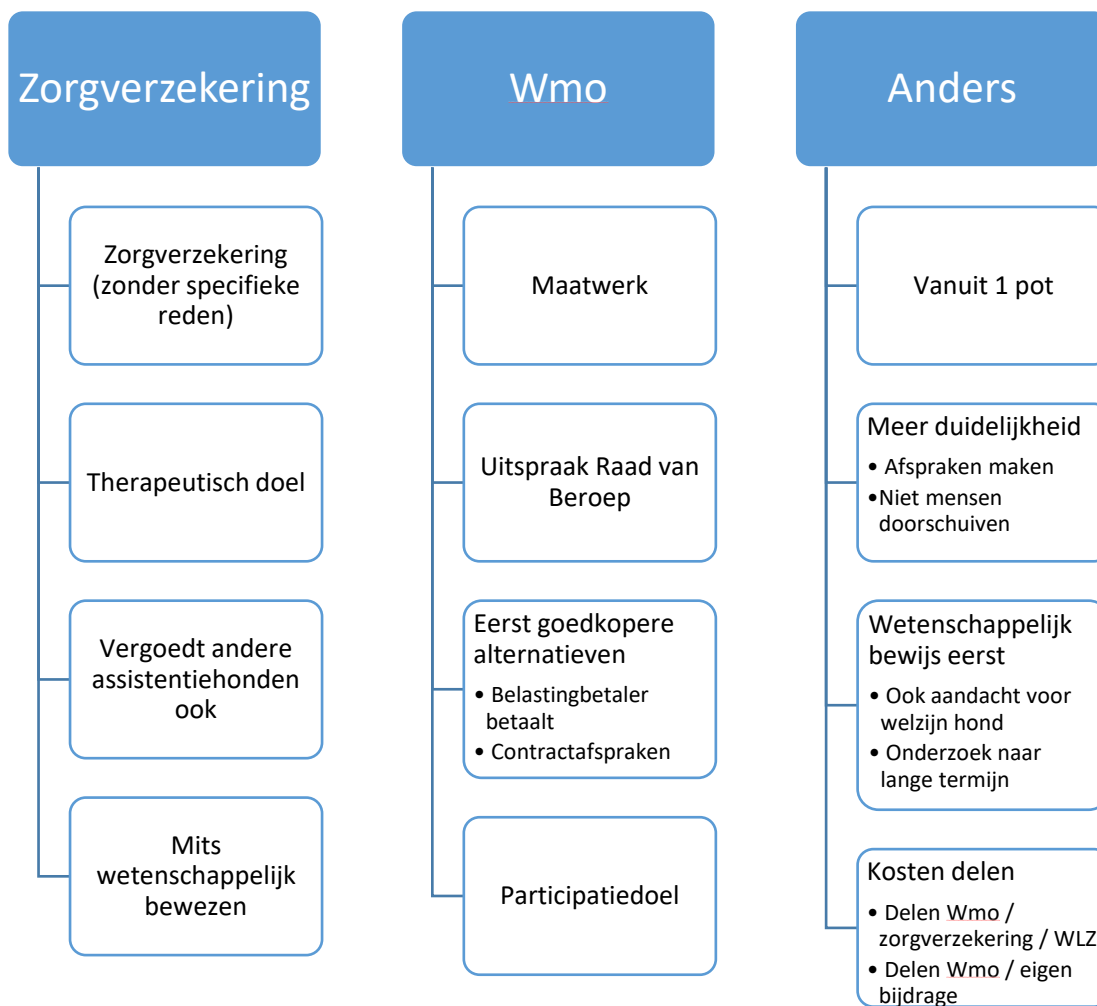 Zorgverzekering
Zorgverzekering
(zonder specifieke
reden)
Therapeutisch doel
Vergoedt andere
assistentiehonden
ook
Mits
wetenschappelijk
bewezen
Wmo
Maatwerk
Uitspraak Raad van
Beroep
Eerst goedkopere
alternatieven
• Belastingbetaler
betaalt
• Contractafspraken
Participatiedoel
Anders
Vanuit 1 pot
Meer duidelijkheid
• Afspraken maken
•Niet mensen
doorschuiven
Wetenschappelijk
bewijs eerst
• Ook aandacht voor
welzijn hond
• Onderzoek naar
lange termijn
Kosten delen
• Delen Wmo /
zorgverzekering / WLZ
• Delen Wmo / eigen
bijdrage